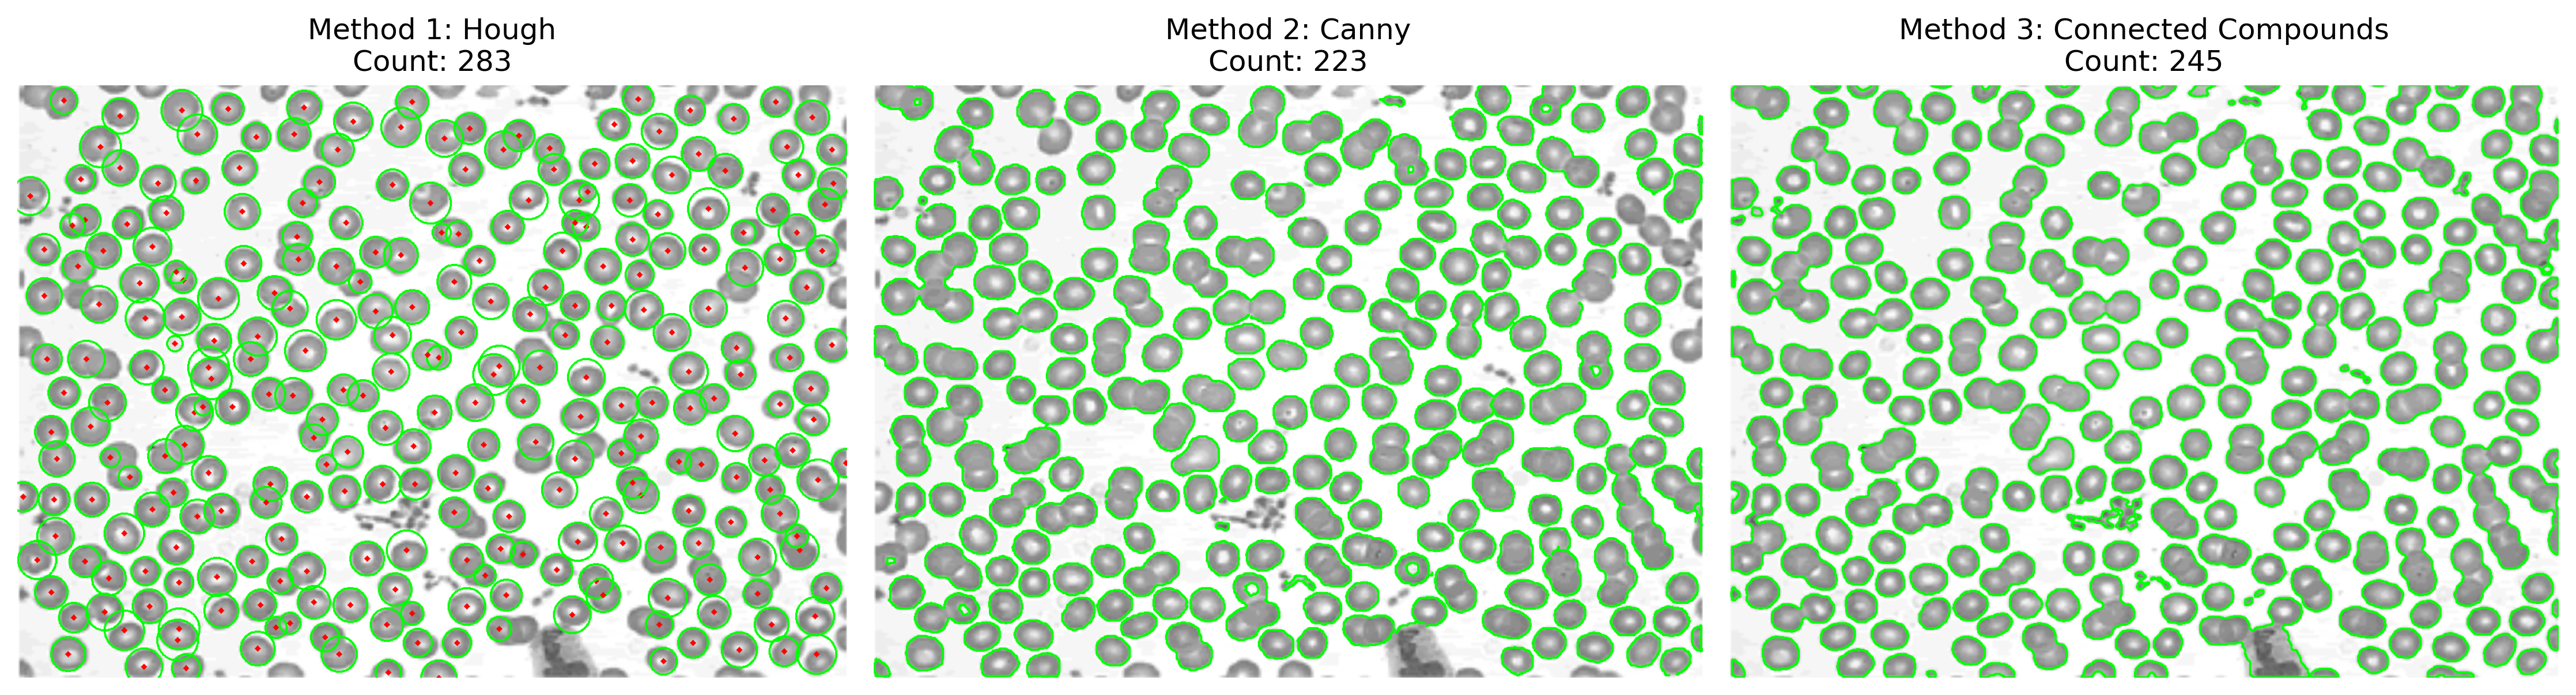 Method 1: Hough
Count: 283
Method 2: Canny
Count: 223
Method 3: Connected Compounds
Count: 245